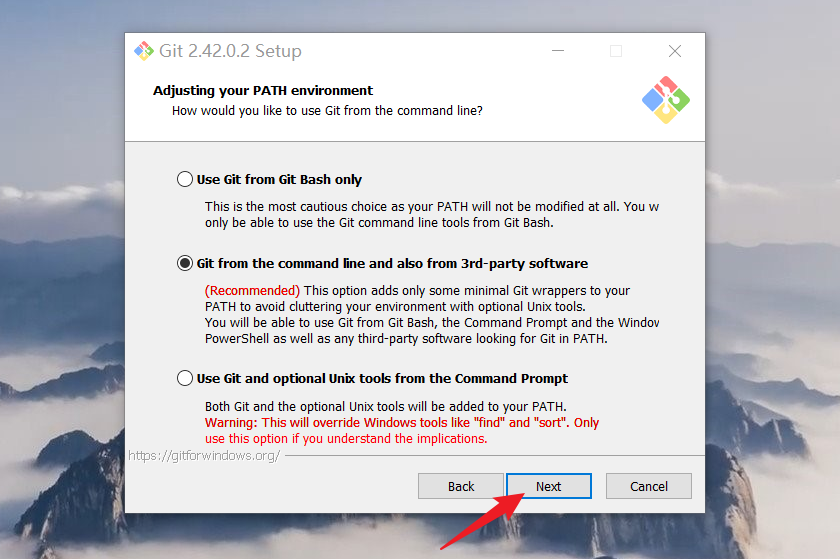 Git 2.42.0.2 Setup
Adjusting your PATH environment
How would you like to use Git from the command line?
Use Git from Git Bash only
This is the most cautious choice as your PATH will not be modified at all. You w
only be able to use the Git command line tools from Git Bash.
Git from the command line and also from 3rd-party software
(Recommended) This option adds only some minimal Git wrappers to your
PATH to avoid cluttering your environment with optional Unix tools.
You will be able to use Git from Git Bash, the Command Prompt and the Window
PowerShell as well as any third-party software looking for Git in PATH.
Use Git and optional Unix tools from the Command Prompt
Both Git and the optional Unix tools will be added to your PATH.
Warning: This will override Windows tools like "find" and "sort". Only
use this option if you understand the implications.
https://gitforwindows.org/
Back Next Cancel